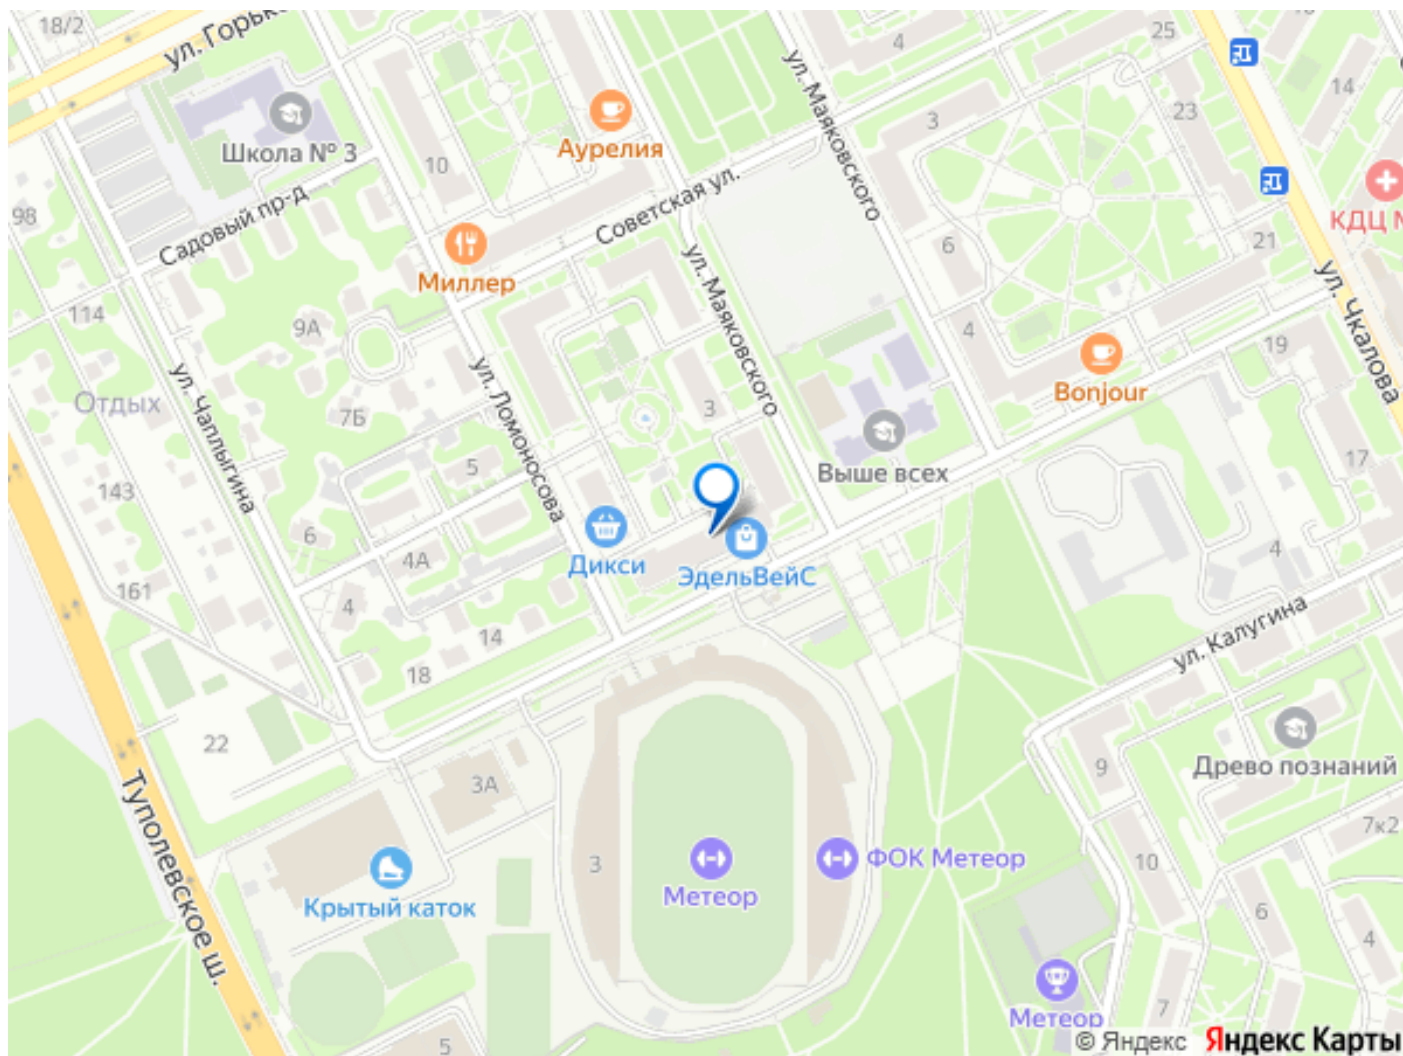 18/2
ул. Горьк
4
25
14
Школа № 3
10
Аурелия
ул. Маяковского
3
23
98
Садовый пр-д
Советская ул.
КДЦ
Миллер
6
21
114
9А
ул. Маяковского
4
ул. Чкалова
19
Отдых
ул. Чаплыгина
7Б
ул. Ломоносова
3
Bonjour
143
5
Выше всех
17
6
4А
Дикси
ЭдельВейС
4
161
4
14
18
ул. Калугина
22
Туполевское ш.
3А
9
Древо познаний
7к2
3
Метеор
ФОК Метеор
10
Крытый каток
6
4
Метеор
7
5
© Яндекс Яндекс Карты